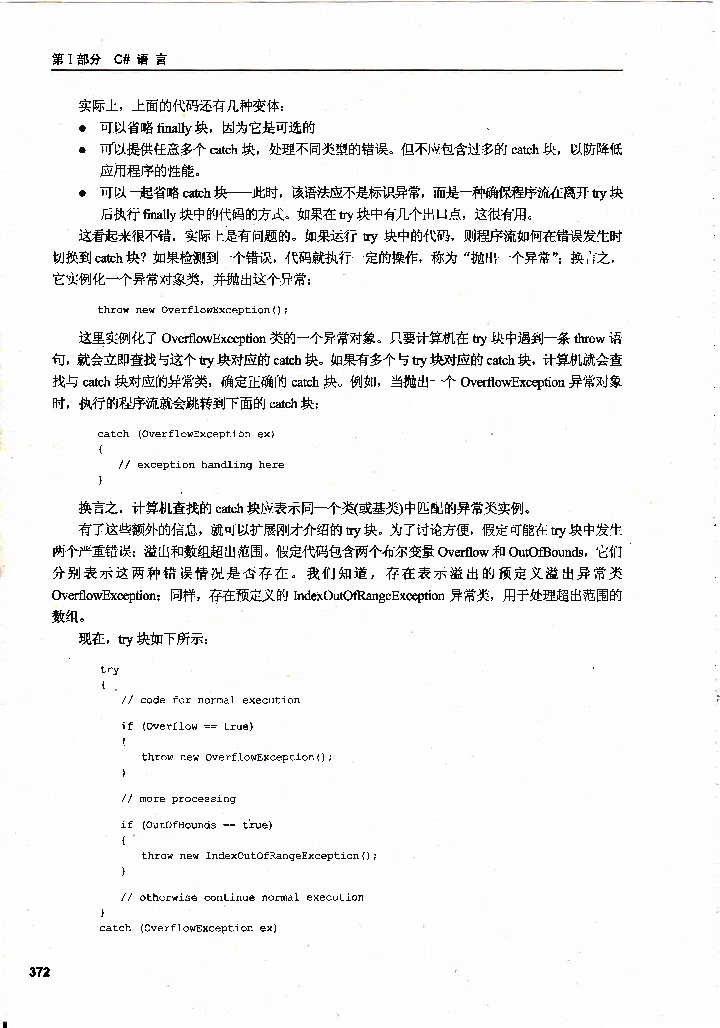 第 I 部分 C# 语 言
实际上，上面的代码还有几种变体：
● 可以省略 finally 块，因为它是可选的
● 可以提供任意多个 catch 块，处理不同类型的错误。但不应包含过多的 catch 块，以防降低
应用程序的性能。
● 可以一起省略 catch 块——此时，该语法应不是标识异常，而是一种确保程序流在离开 try 块
后执行 finally 块中的代码的方式。如果在 try 块中有几个出口点，这很有用。
这看起来很不错，实际上是有问题的。如果运行 try 块中的代码，则程序流如何在错误发生时
切换到 catch 块？如果检测到一个错误，代码就执行一定的操作，称为“抛出一个异常”；换言之，
它实例化一个异常对象类，并抛出这个异常：
throw new OverflowException();
这里实例化了 OverflowException 类的一个异常对象。只要计算机在 try 块中遇到一条 throw 语
句，就会立即查找与这个 try 块对应的 catch 块。如果有多个与 try 块对应的 catch 块，计算机就会查
找与 catch 块对应的异常类，确定正确的 catch 块。例如，当抛出一个 OverflowException 异常对象
时，执行的程序流就会跳转到下面的 catch 块：
catch (OverflowException ex)
{
// exception handling here
}
换言之，计算机查找的 catch 块应表示同一个类(或基类)中匹配的异常类实例。
有了这些额外的信息，就可以扩展刚才介绍的 try 块。为了讨论方便，假定可能在 try 块中发生
两个严重错误：溢出和数组超出范围。假定代码包含两个布尔变量 Overflow 和 OutOfBounds，它们
分别表示这两种错误情况是否存在。我们知道，存在表示溢出的预定义溢出异常类
OverflowException；同样，存在预定义的 IndexOutOfRangeException 异常类，用于处理超出范围的
数组。
现在，try 块如下所示：
try
{
// code for normal execution
if (Overflow == true)
{
throw new OverflowException();
}
// more processing
if (OutOfBounds == true)
{
throw new IndexOutOfRangeException();
}
// otherwise continue normal execution
}
catch (OverflowException ex)
372